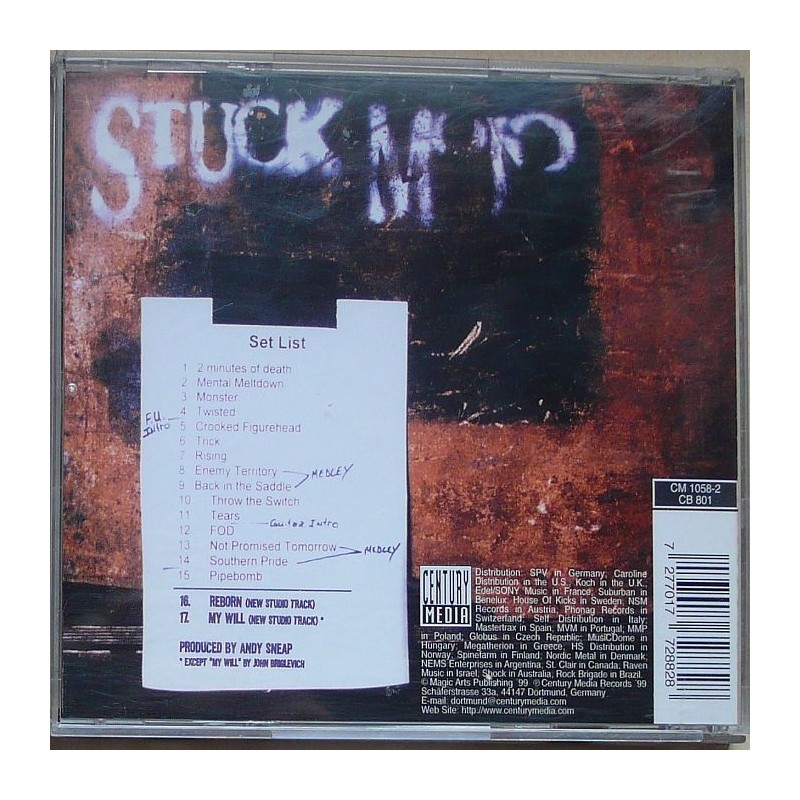 STUCK MOJO
Set List
1 2 minutes of death
2 Mental Meltdown
3 Monster
4 Twisted
F.U. Intro
5 Crooked Figurehead
6 Trick
7 Rising
8 Enemy Territory
9 Back in the Saddle
MEDLEY
10 Throw the Switch
11 Tears
Guitar Intro
12 FOD
13 Not Promised Tomorrow
14 Southern Pride
MEDLEY
15 Pipebomb
16. REBORN (NEW STUDIO TRACK)
17. MY WILL (NEW STUDIO TRACK) *
PRODUCED BY ANDY SNEAP
* EXCEPT "MY WILL" BY JOHN BRIGLEVICH
CENTURY
MEDIA
Distribution: SPV in Germany, Caroline
Distribution in the U.S., Koch in the U.K.,
Edel/SONY Music in France, Suburban in
Benelux, House Of Kicks in Sweden, NSM
Records in Austria, Phonag Records in
Switzerland, Self Distribution in Italy;
Mastertrax in Spain; MVM in Portugal; MMP
in Poland; Globus in Czech Republic; MusicDome in
Hungary; Megatherion in Greece, HS Distribution in
Norway, Spinefarm in Finland; Nordic Metal in Denmark,
NEMS Enterprises in Argentina, St. Clair in Canada, Raven
Music in Israel, Shock in Australia, Rock Brigade in Brazil.
© Magic Arts Publishing '99 ℗ Century Media Records '99
Schäferstrasse 33a, 44147 Dortmund, Germany
E-mail: dortmund@centurymedia.com
Web Site: http://www.centurymedia.com
CM 1058-2
CB 801
7 277017 728828